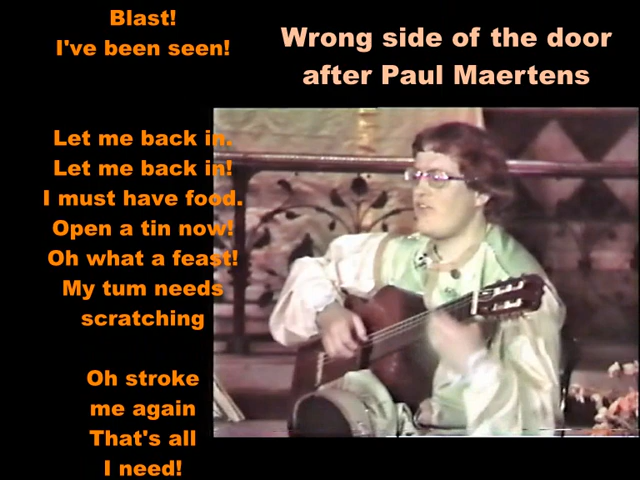 Blast!
I've been seen!
Wrong side of the door
after Paul Maertens
Let me back in.
Let me back in!
I must have food.
Open a tin now!
Oh what a feast!
My tum needs
scratching
Oh stroke
me again
That's all
I need!